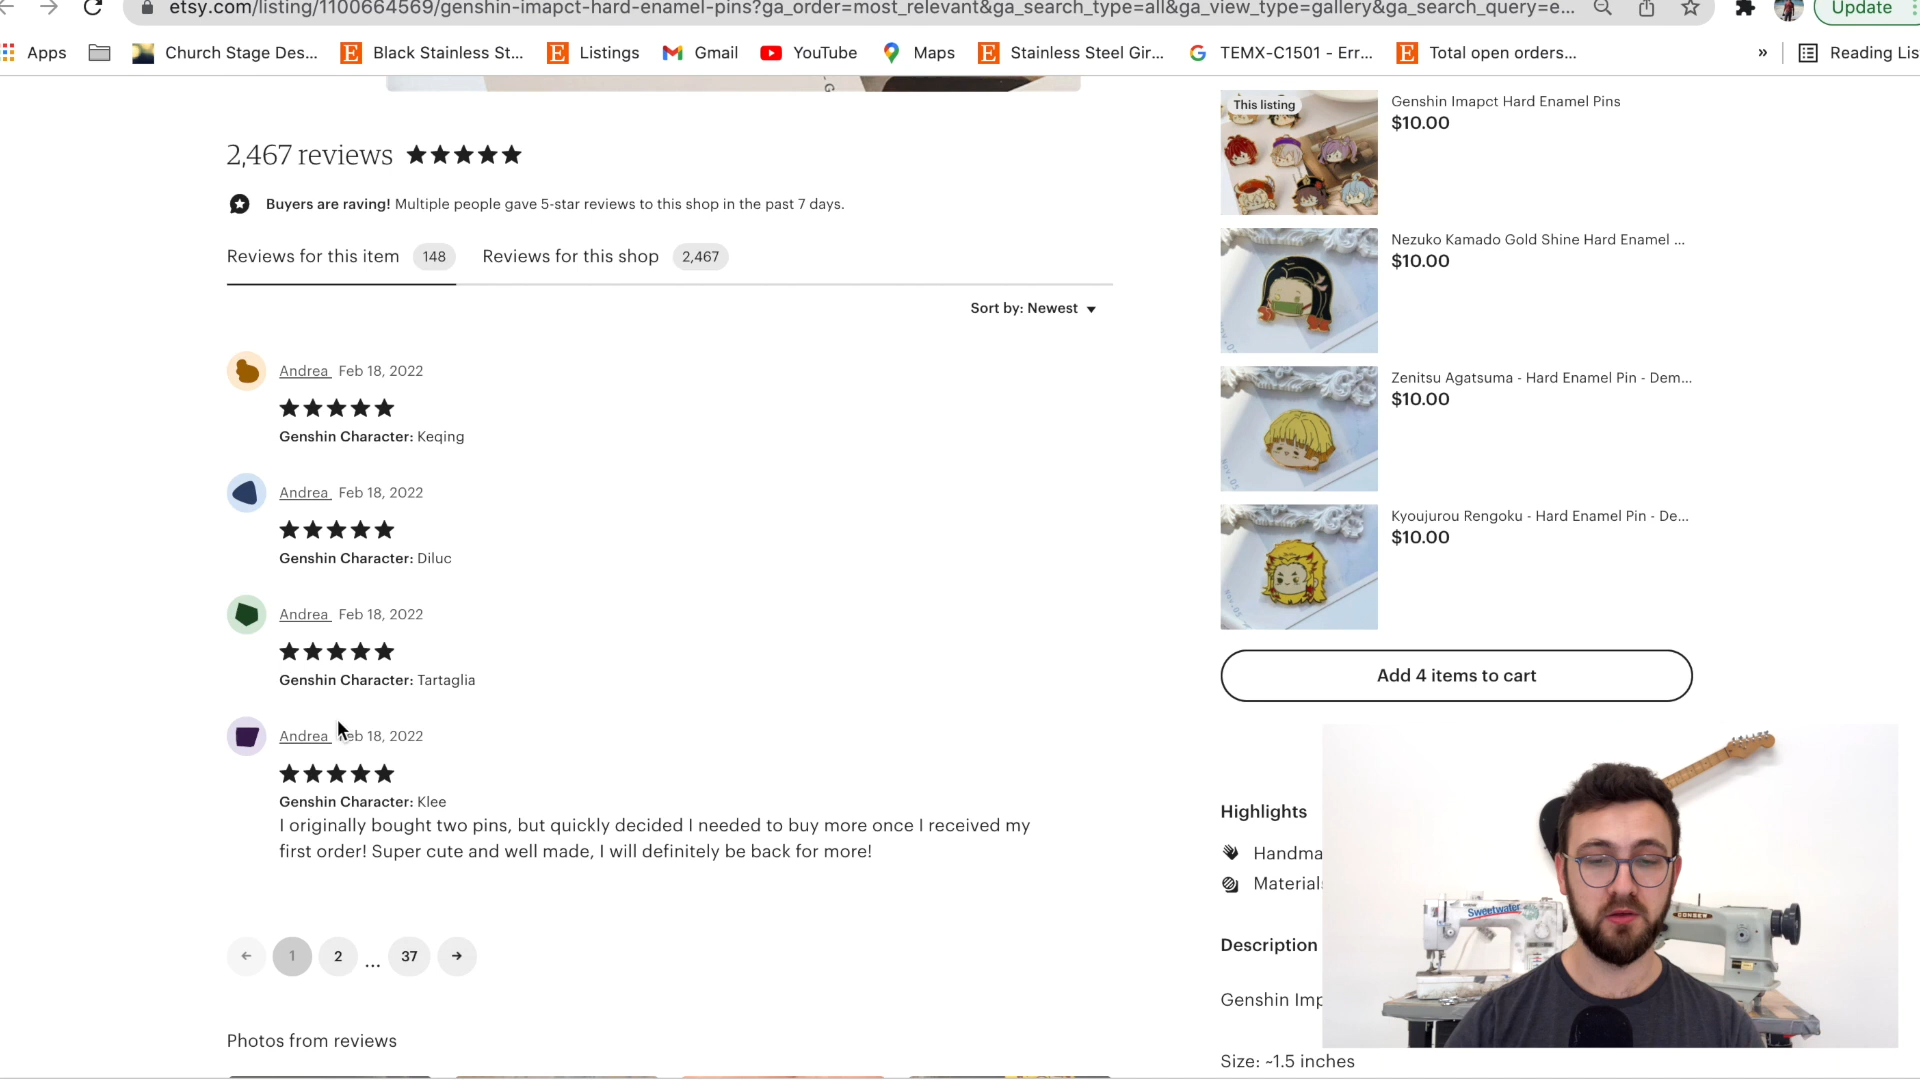 etsy.com/listing/1100664569/genshin-imapct-hard-enamel-pins?ga_order=most_relevant&ga_search_type=all&ga_view_type=gallery&ga_search_query=e...
Update
Apps
Church Stage Des...
Black Stainless St...
Listings
Gmail
YouTube
Maps
Stainless Steel Gir...
TEMX-C1501 - Err...
Total open orders...
»
Reading Lis
2,467 reviews
Buyers are raving! Multiple people gave 5-star reviews to this shop in the past 7 days.
Reviews for this item 148
Reviews for this shop 2,467
Sort by: Newest
Andrea Feb 18, 2022
Genshin Character: Keqing
Andrea Feb 18, 2022
Genshin Character: Diluc
Andrea Feb 18, 2022
Genshin Character: Tartaglia
Andrea Feb 18, 2022
Genshin Character: Klee
I originally bought two pins, but quickly decided I needed to buy more once I received my
first order! Super cute and well made, I will definitely be back for more!
1 2 ... 37
Photos from reviews
This listing
Genshin Imapct Hard Enamel Pins
$10.00
Nezuko Kamado Gold Shine Hard Enamel ...
$10.00
Zenitsu Agatsuma - Hard Enamel Pin - Dem...
$10.00
Kyoujurou Rengoku - Hard Enamel Pin - De...
$10.00
Add 4 items to cart
Highlights
Handma
Materials
Description
Genshin Imp
Size: ~1.5 inches
Sweetwater
CONSEW